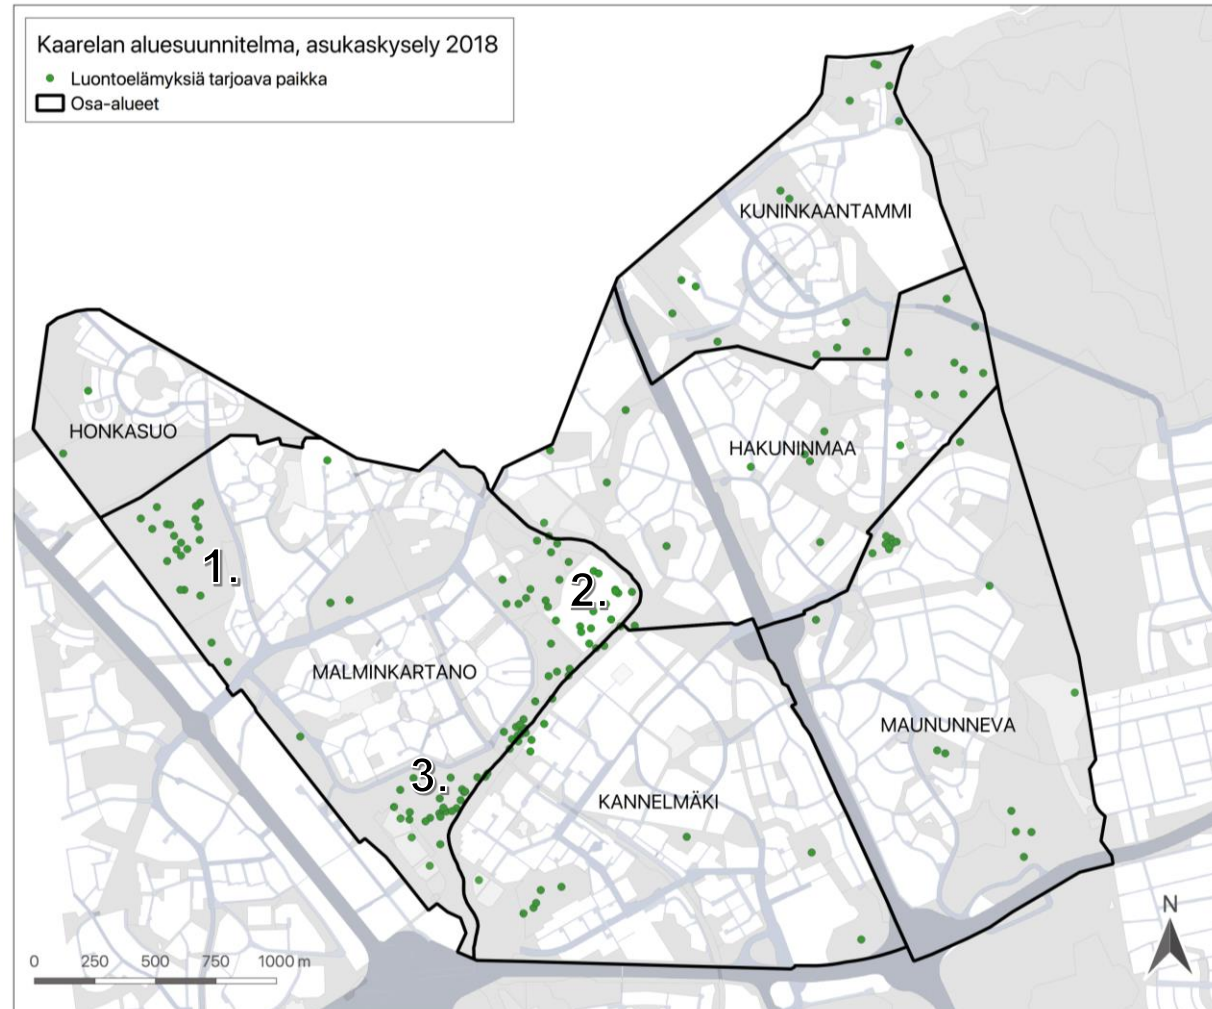 Kaarelan aluesuunnitelma, asukaskysely 2018
Luontoelämyksiä tarjoava paikka
Osa-alueet
KUNINKAANTAMMI
HONKASUO
HAKUNINMAA
1.
2.
MALMINKARTANO
MAUNUNNEVA
3.
KANNELMÄKI
N
0 250 500 750 1000 m